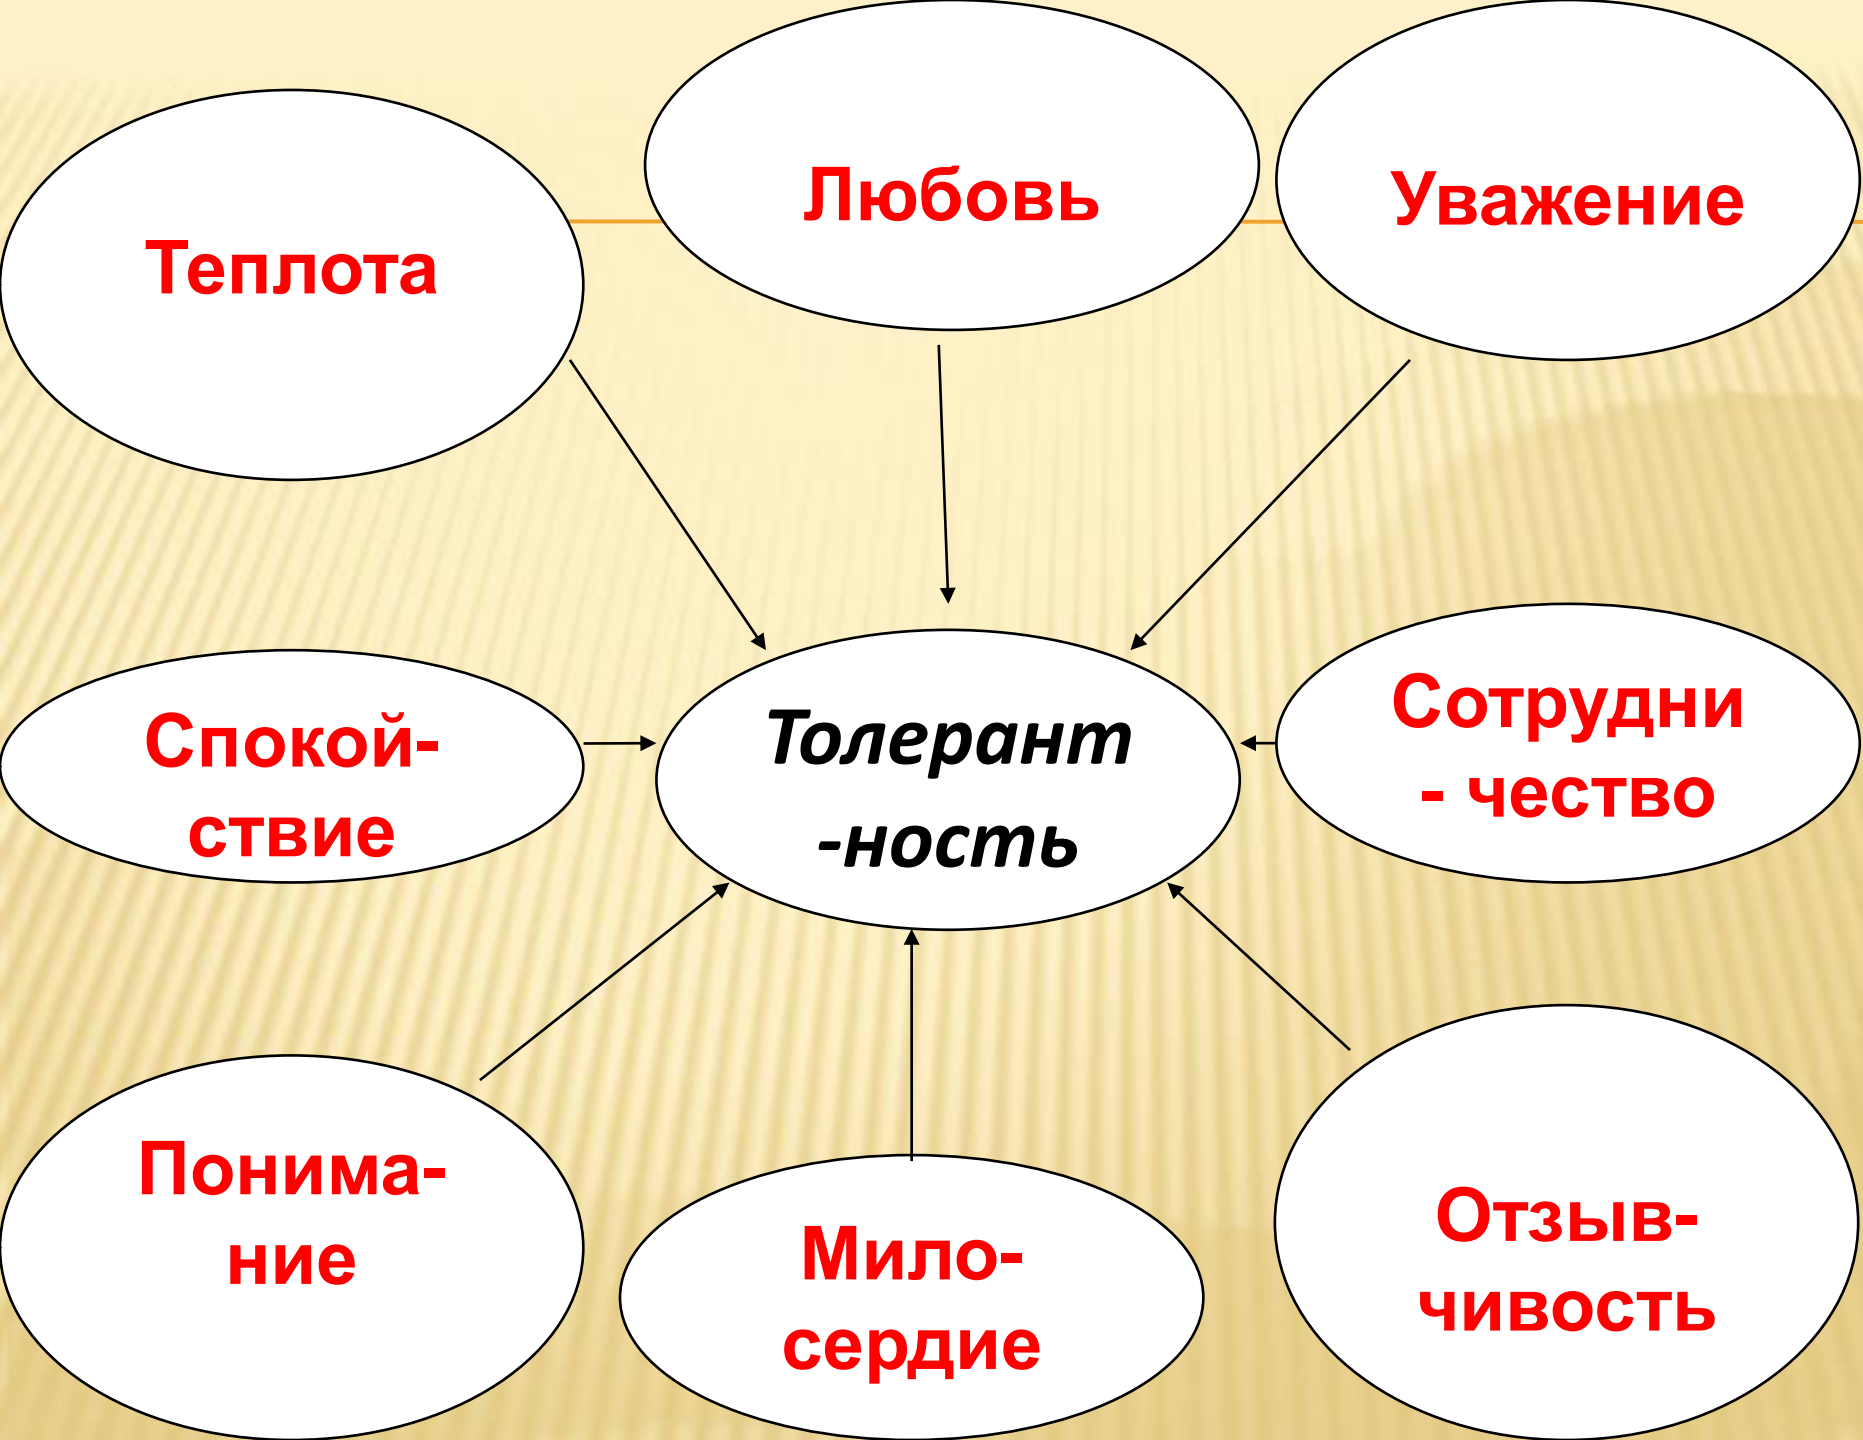 Теплота
Любовь
Уважение
Спокой-
ствие
Толерант
-ность
Сотрудни
- чество
Понима-
ние
Мило-
сердие
Отзыв-
чивость